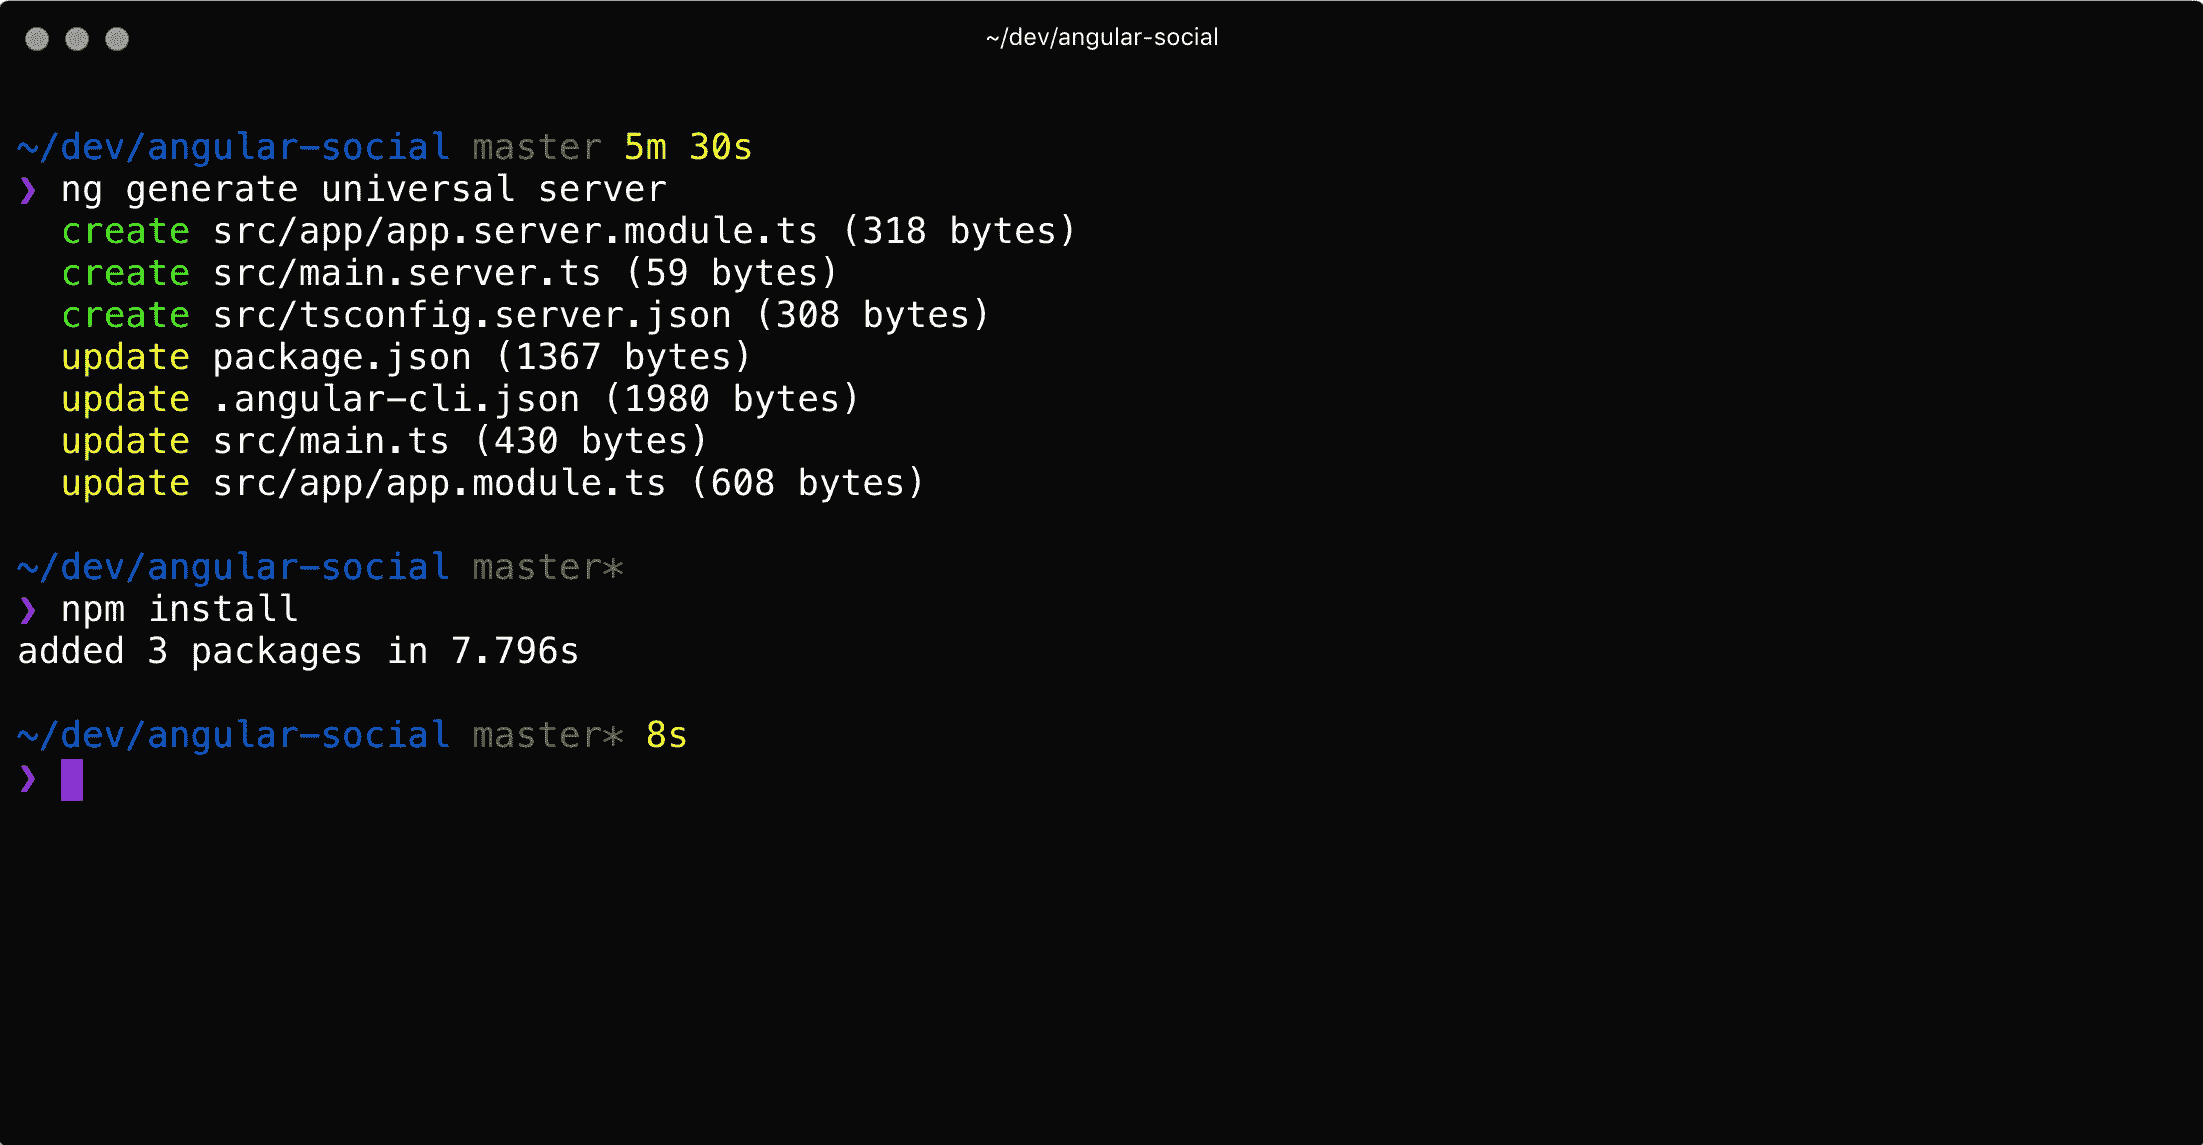 ~/dev/angular-social
~/dev/angular-social master 5m 30s
❯ ng generate universal server
create src/app/app.server.module.ts (318 bytes)
create src/main.server.ts (59 bytes)
create src/tsconfig.server.json (308 bytes)
update package.json (1367 bytes)
update .angular-cli.json (1980 bytes)
update src/main.ts (430 bytes)
update src/app/app.module.ts (608 bytes)
~/dev/angular-social master*
❯ npm install
added 3 packages in 7.796s
~/dev/angular-social master* 8s
❯